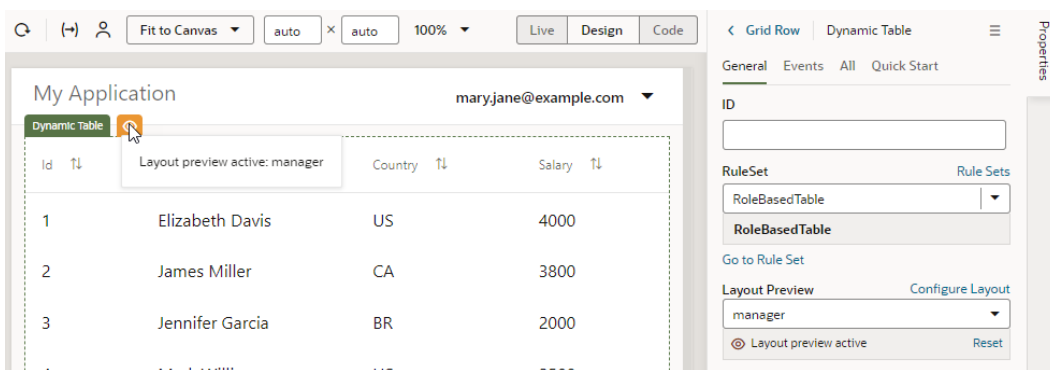 Fit to Canvas auto × auto 100% Live Design Code
My Application mary.jane@example.com
Dynamic Table
Layout preview active: manager
Id Country Salary
1 Elizabeth Davis US 4000
2 James Miller CA 3800
3 Jennifer Garcia BR 2000
Grid Row Dynamic Table
General Events All Quick Start
ID
RuleSet Rule Sets
RoleBasedTable
RoleBasedTable
Go to Rule Set
Layout Preview Configure Layout
manager
Layout preview active Reset
Properties